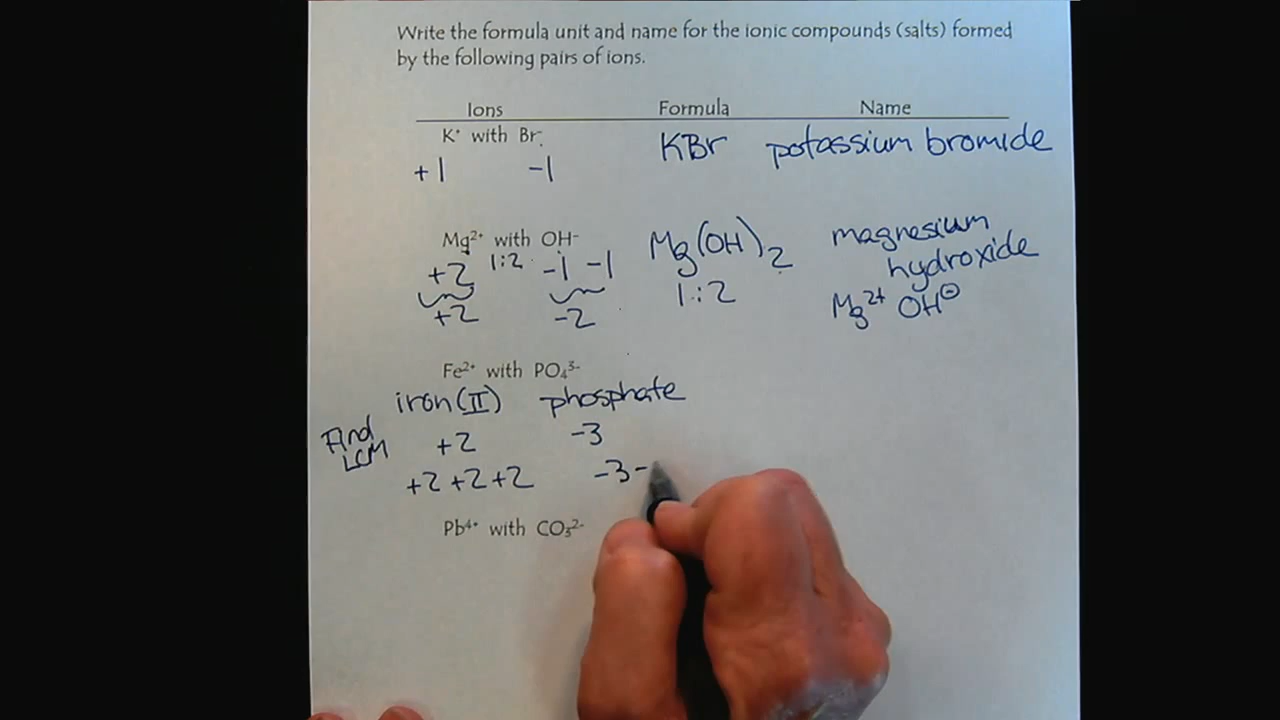 Write the formula unit and name for the ionic compounds (salts) formed
by the following pairs of ions.
Ions Formula Name
K⁺ with Br⁻ KBr potassium bromide
+1 -1
Mg²⁺ with OH⁻ Mg(OH)₂ magnesium
+2 1:2 -1 -1 hydroxide
+2 -2 1:2 Mg²⁺ OH⊖
Fe²⁺ with PO₄³⁻
iron(II) phosphate
Find +2 -3
LCM
+2 +2 +2 -3 -
Pb⁴⁺ with CO₃²⁻